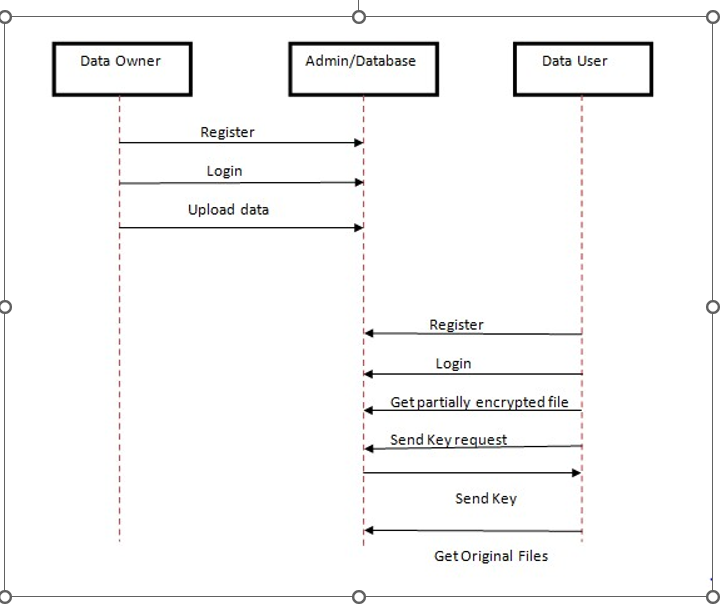 Data Owner
Admin/Database
Data User
Register
Login
Upload data
Register
Login
Get partially encrypted file
Send Key request
Send Key
Get Original Files